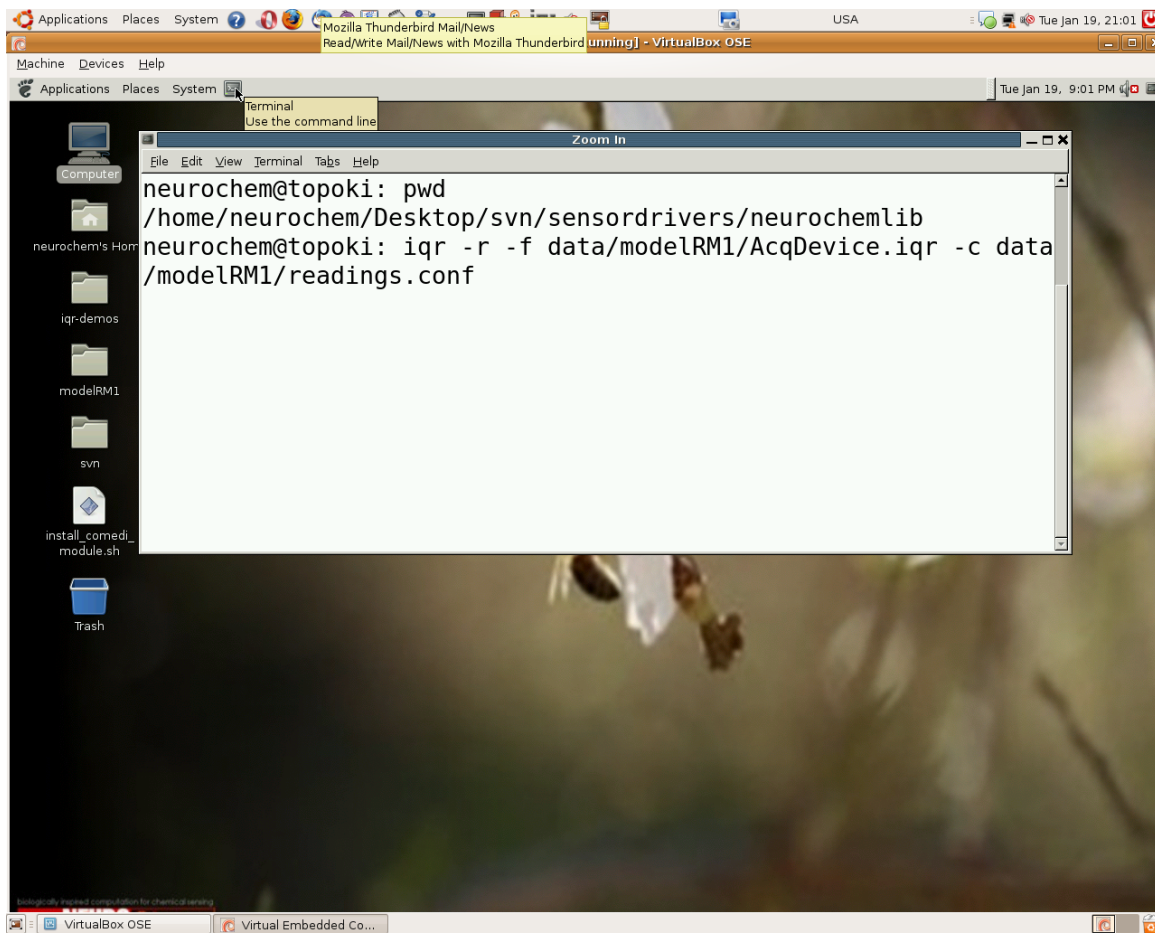 Applications Places System USA Tue Jan 19, 21:01
Mozilla Thunderbird Mail/News
Read/Write Mail/News with Mozilla Thunderbird
unning] - VirtualBox OSE
Machine Devices Help
Applications Places System Tue Jan 19, 9:01 PM
Terminal
Use the command line
Zoom In
File Edit View Terminal Tabs Help
neurochem@topoki: pwd
/home/neurochem/Desktop/svn/sensordrivers/neurochemlib
neurochem@topoki: iqr -r -f data/modelRM1/AcqDevice.iqr -c data
/modelRM1/readings.conf
Computer
neurochem's Hom
iqr-demos
modelRM1
svn
install_comedi_
module.sh
Trash
biologically inspired computation for chemical sensing
VirtualBox OSE
Virtual Embedded Co...